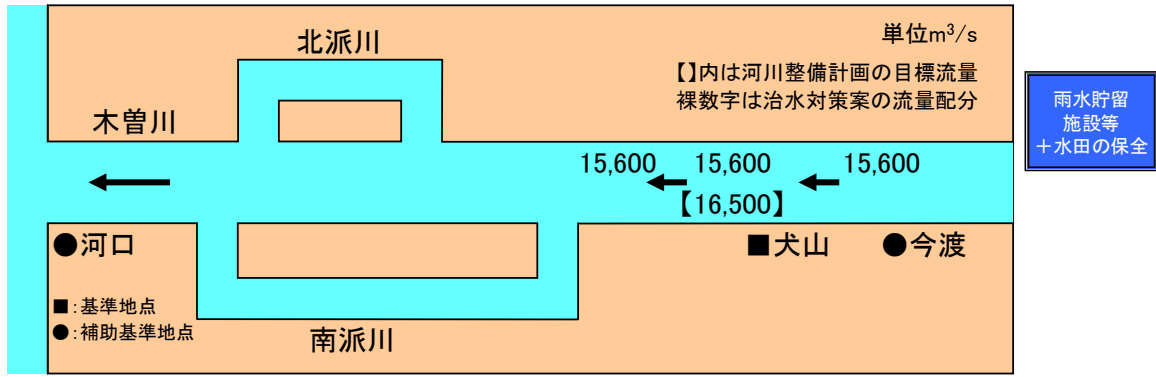 北派川
単位m³/s
【】内は河川整備計画の目標流量
裸数字は治水対策案の流量配分
雨水貯留
施設等
＋水田の保全
木曽川
15,600 15,600 15,600
【16,500】
●河口
■犬山 ●今渡
■：基準地点
●：補助基準地点
南派川